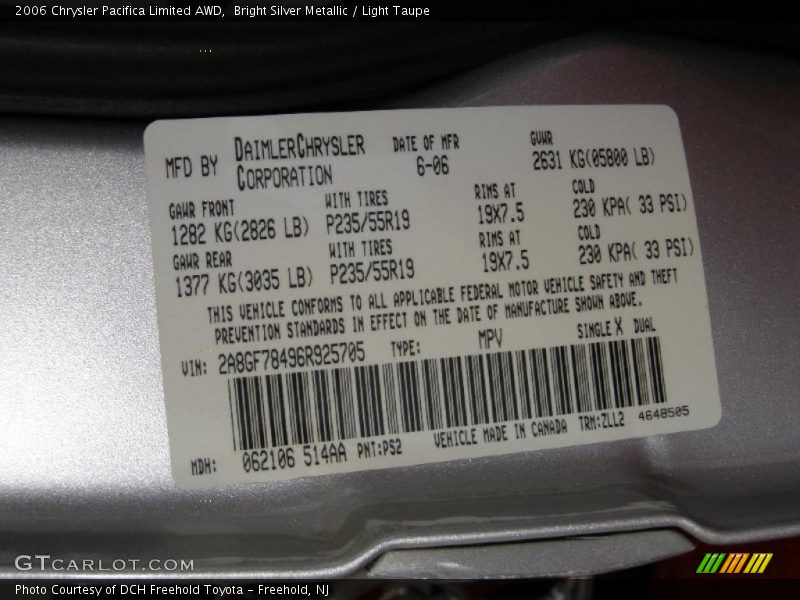 2006 Chrysler Pacifica Limited AWD,  Bright Silver Metallic / Light Taupe
MFD BY DAIMLERCHRYSLER CORPORATION DATE OF MFR 6-06 GVWR 2631 KG(05800 LB)
GAWR FRONT WITH TIRES RIMS AT COLD
1282 KG(2826 LB) P235/55R19 19X7.5 230 KPA( 33 PSI)
GAWR REAR WITH TIRES RIMS AT COLD
1377 KG(3035 LB) P235/55R19 19X7.5 230 KPA( 33 PSI)
THIS VEHICLE CONFORMS TO ALL APPLICABLE FEDERAL MOTOR VEHICLE SAFETY AND THEFT
PREVENTION STANDARDS IN EFFECT ON THE DATE OF MANUFACTURE SHOWN ABOVE.
VIN: 2A8GF78496R925705 TYPE: MPV SINGLE X DUAL
MDH: 062106 514AA PNT:PS2 VEHICLE MADE IN CANADA TRM:ZLL2 4648505
GTCARLOT.COM
Photo Courtesy of DCH Freehold Toyota - Freehold, NJ